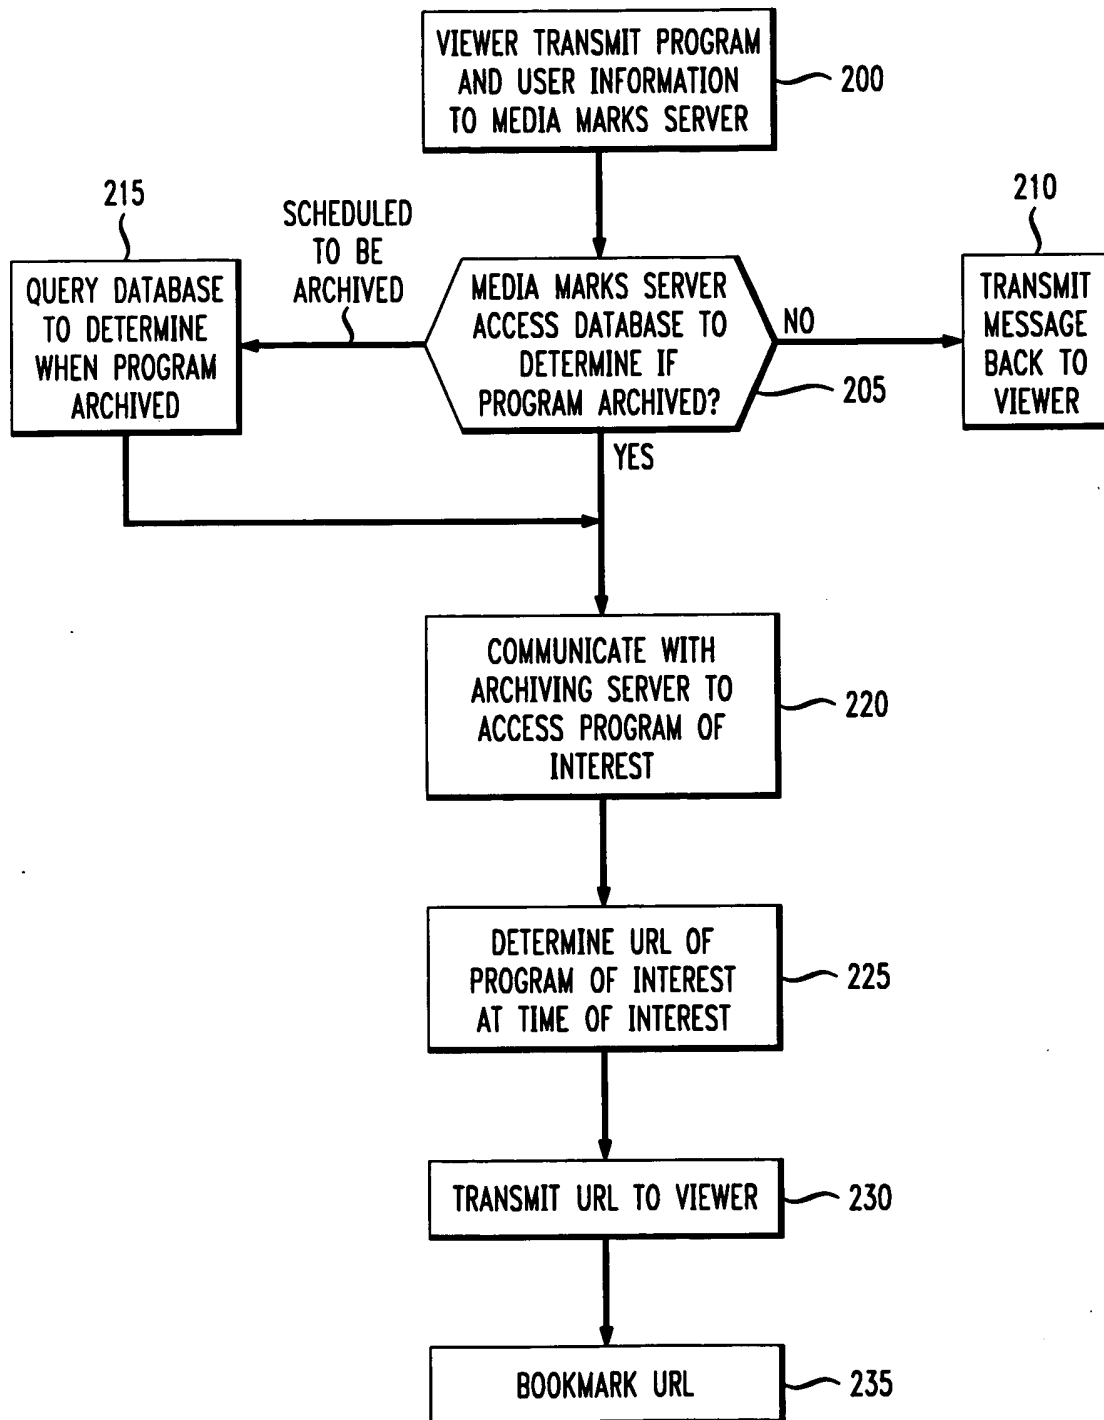 VIEWER TRANSMIT PROGRAM
AND USER INFORMATION
TO MEDIA MARKS SERVER
200
215
SCHEDULED
TO BE
ARCHIVED
210
QUERY DATABASE
TO DETERMINE
WHEN PROGRAM
ARCHIVED
MEDIA MARKS SERVER
ACCESS DATABASE TO
DETERMINE IF
PROGRAM ARCHIVED?
205
NO
TRANSMIT
MESSAGE
BACK TO
VIEWER
YES
COMMUNICATE WITH
ARCHIVING SERVER TO
ACCESS PROGRAM OF
INTEREST
220
DETERMINE URL OF
PROGRAM OF INTEREST
AT TIME OF INTEREST
225
TRANSMIT URL TO VIEWER
230
BOOKMARK URL
235